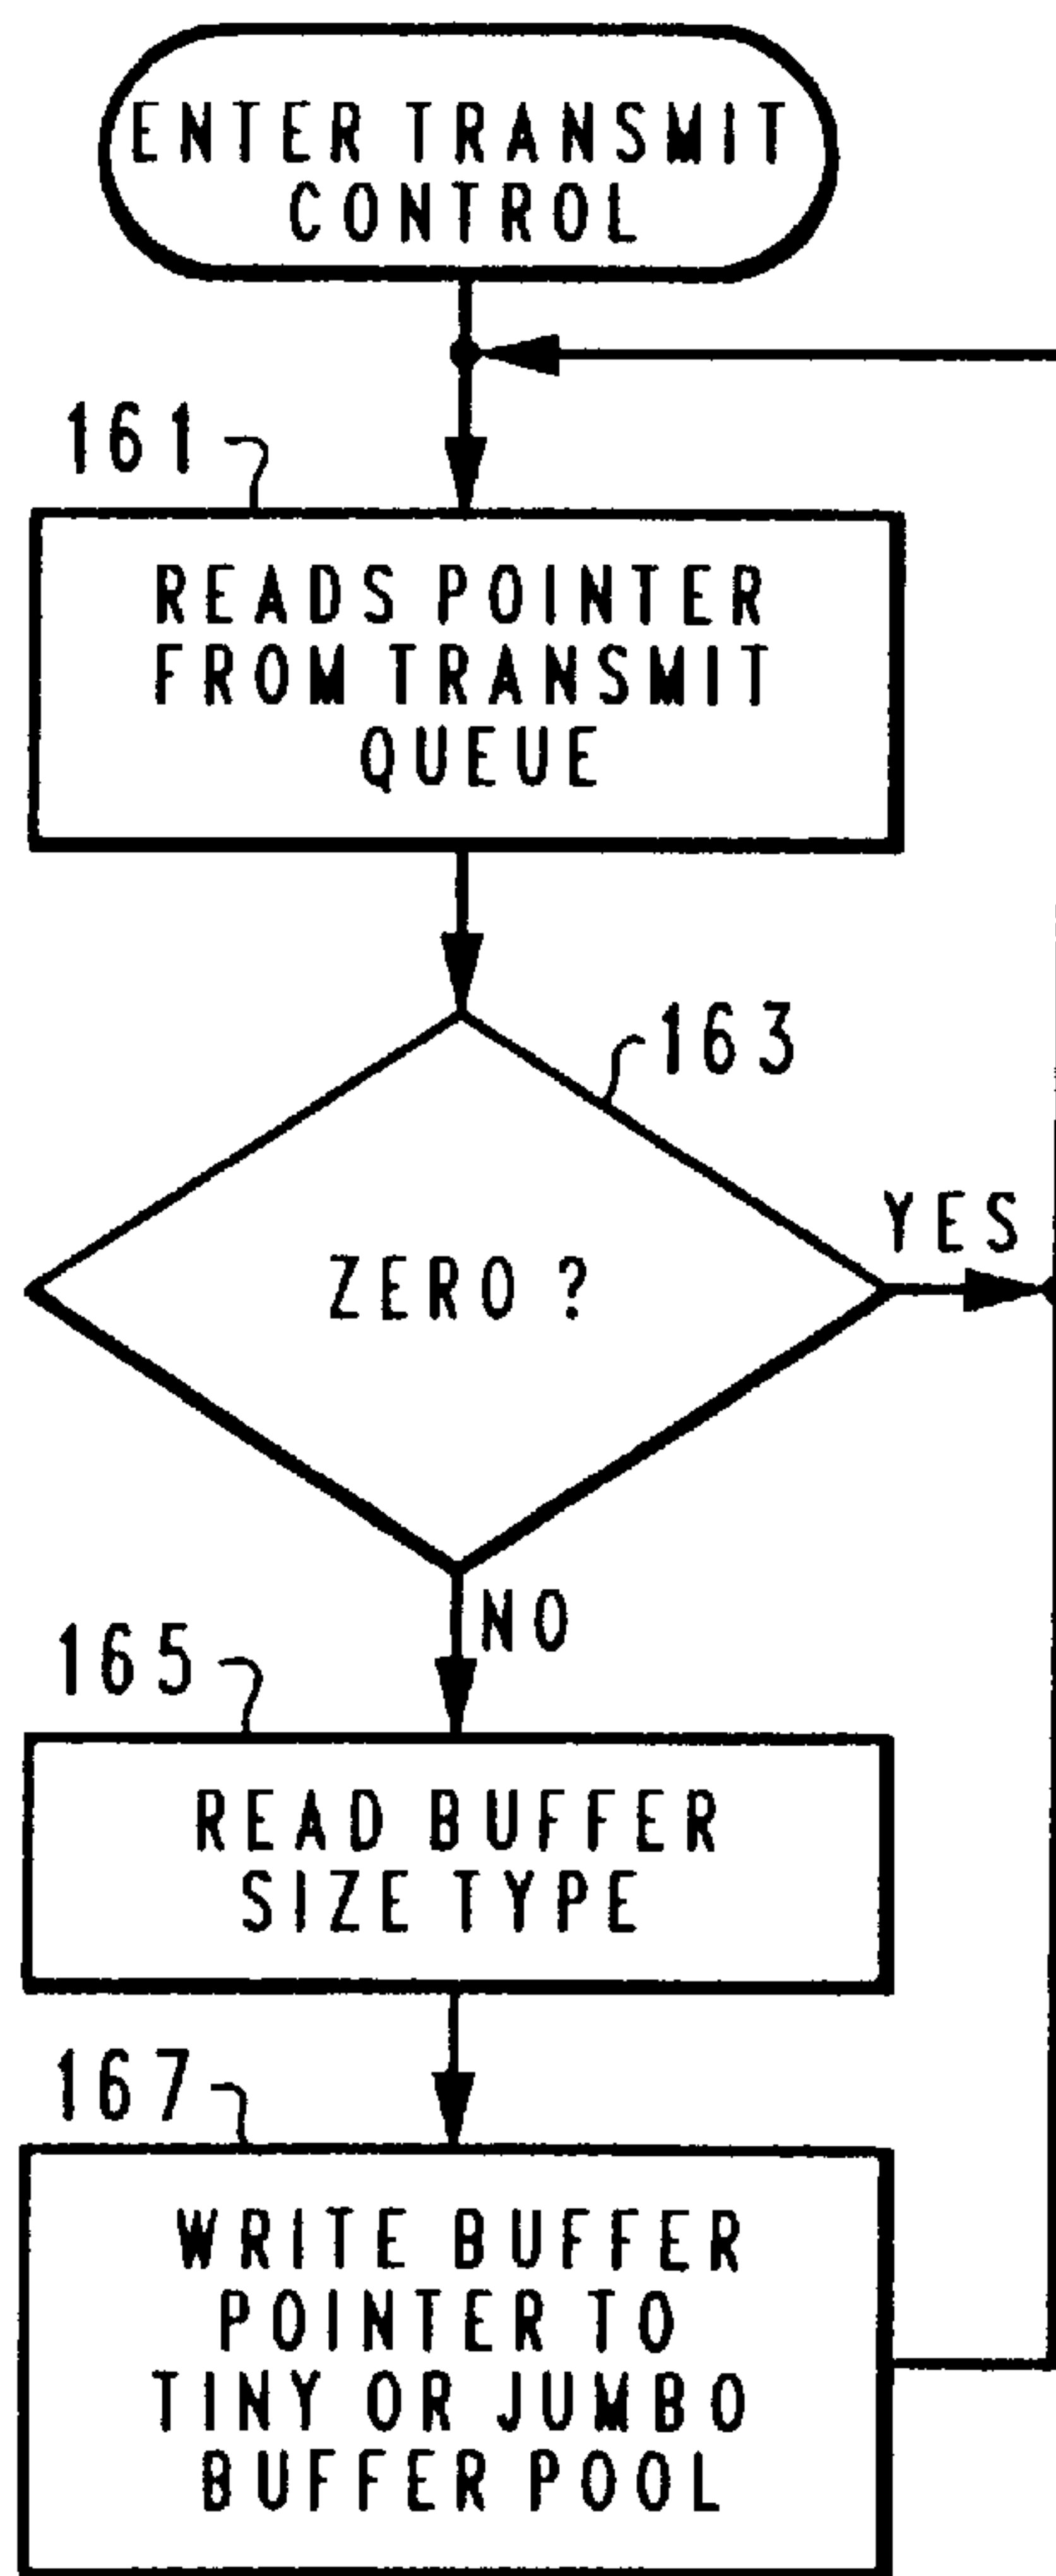 ENTER TRANSMIT
CONTROL
161
READS POINTER
FROM TRANSMIT
QUEUE
163
ZERO ?
YES
NO
165
READ BUFFER
SIZE TYPE
167
WRITE BUFFER
POINTER TO
TINY OR JUMBO
BUFFER POOL